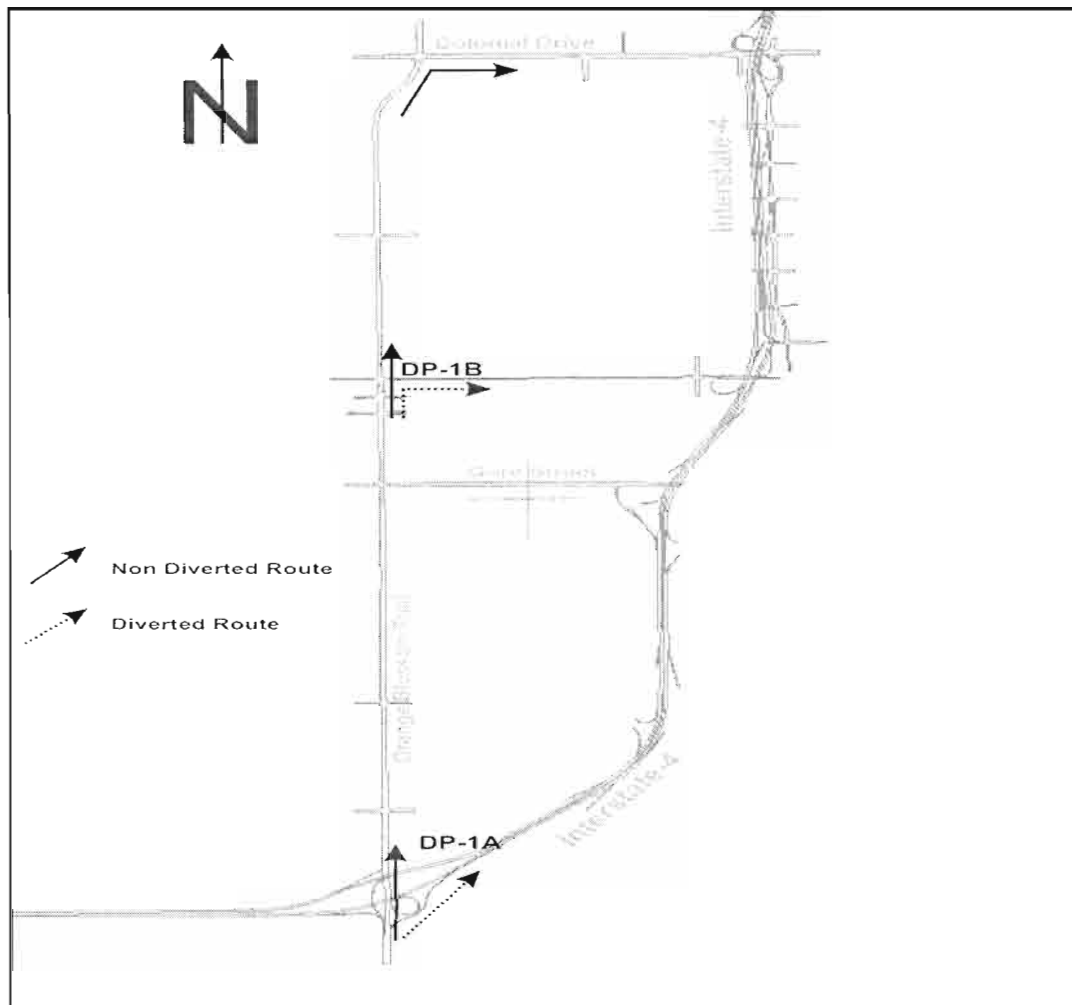 Colonial Drive
N
Interstate-4
DP-1B
Gore Street
Non Diverted Route
Diverted Route
Orange Blossom Trail
Interstate-4
DP-1A